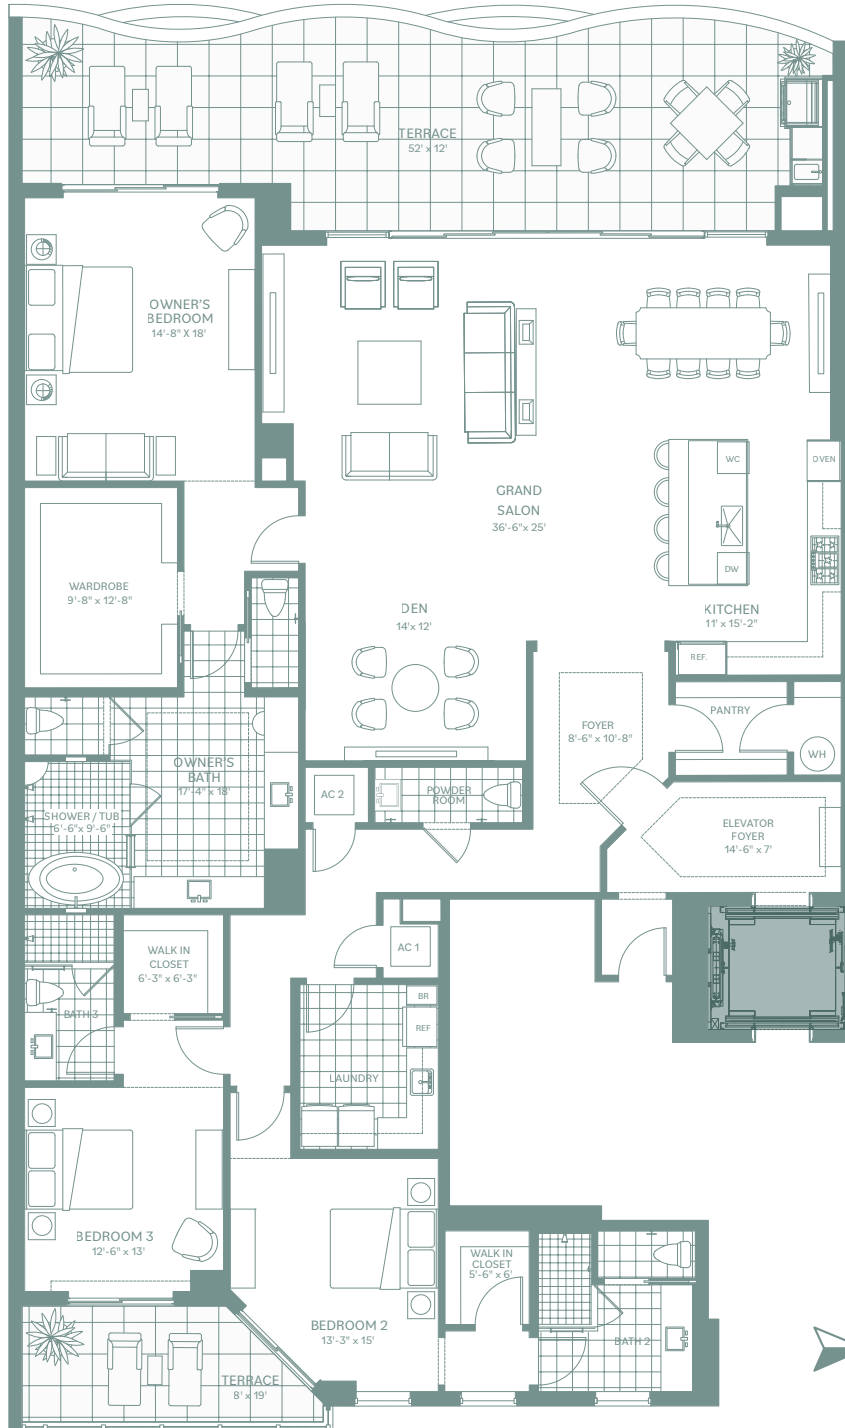 TERRACE
52' x 12'
OWNER'S
BEDROOM
14'-8" X 18'
WC
OVEN
GRAND
SALON
36'-6"x 25'
DW
WARDROBE
9'-8" x 12'-8"
DEN
14'x 12'
KITCHEN
11' x 15'-2"
REF.
PANTRY
FOYER
8'-6" x 10'-8"
WH
OWNER'S
BATH
17'-4" x 18'
AC 2
POWDER
ROOM
SHOWER / TUB
6'-6"x 9'-6"
ELEVATOR
FOYER
14'-6" x 7'
WALK IN
CLOSET
6'-3" x 6'-3"
AC 1
BR
BATH 3
REF
LAUNDRY
BEDROOM 3
12'-6" x 13'
WALK IN
CLOSET
5'-6" x 6'
BEDROOM 2
13'-3" x 15'
BATH 2
TERRACE
8' x 19'